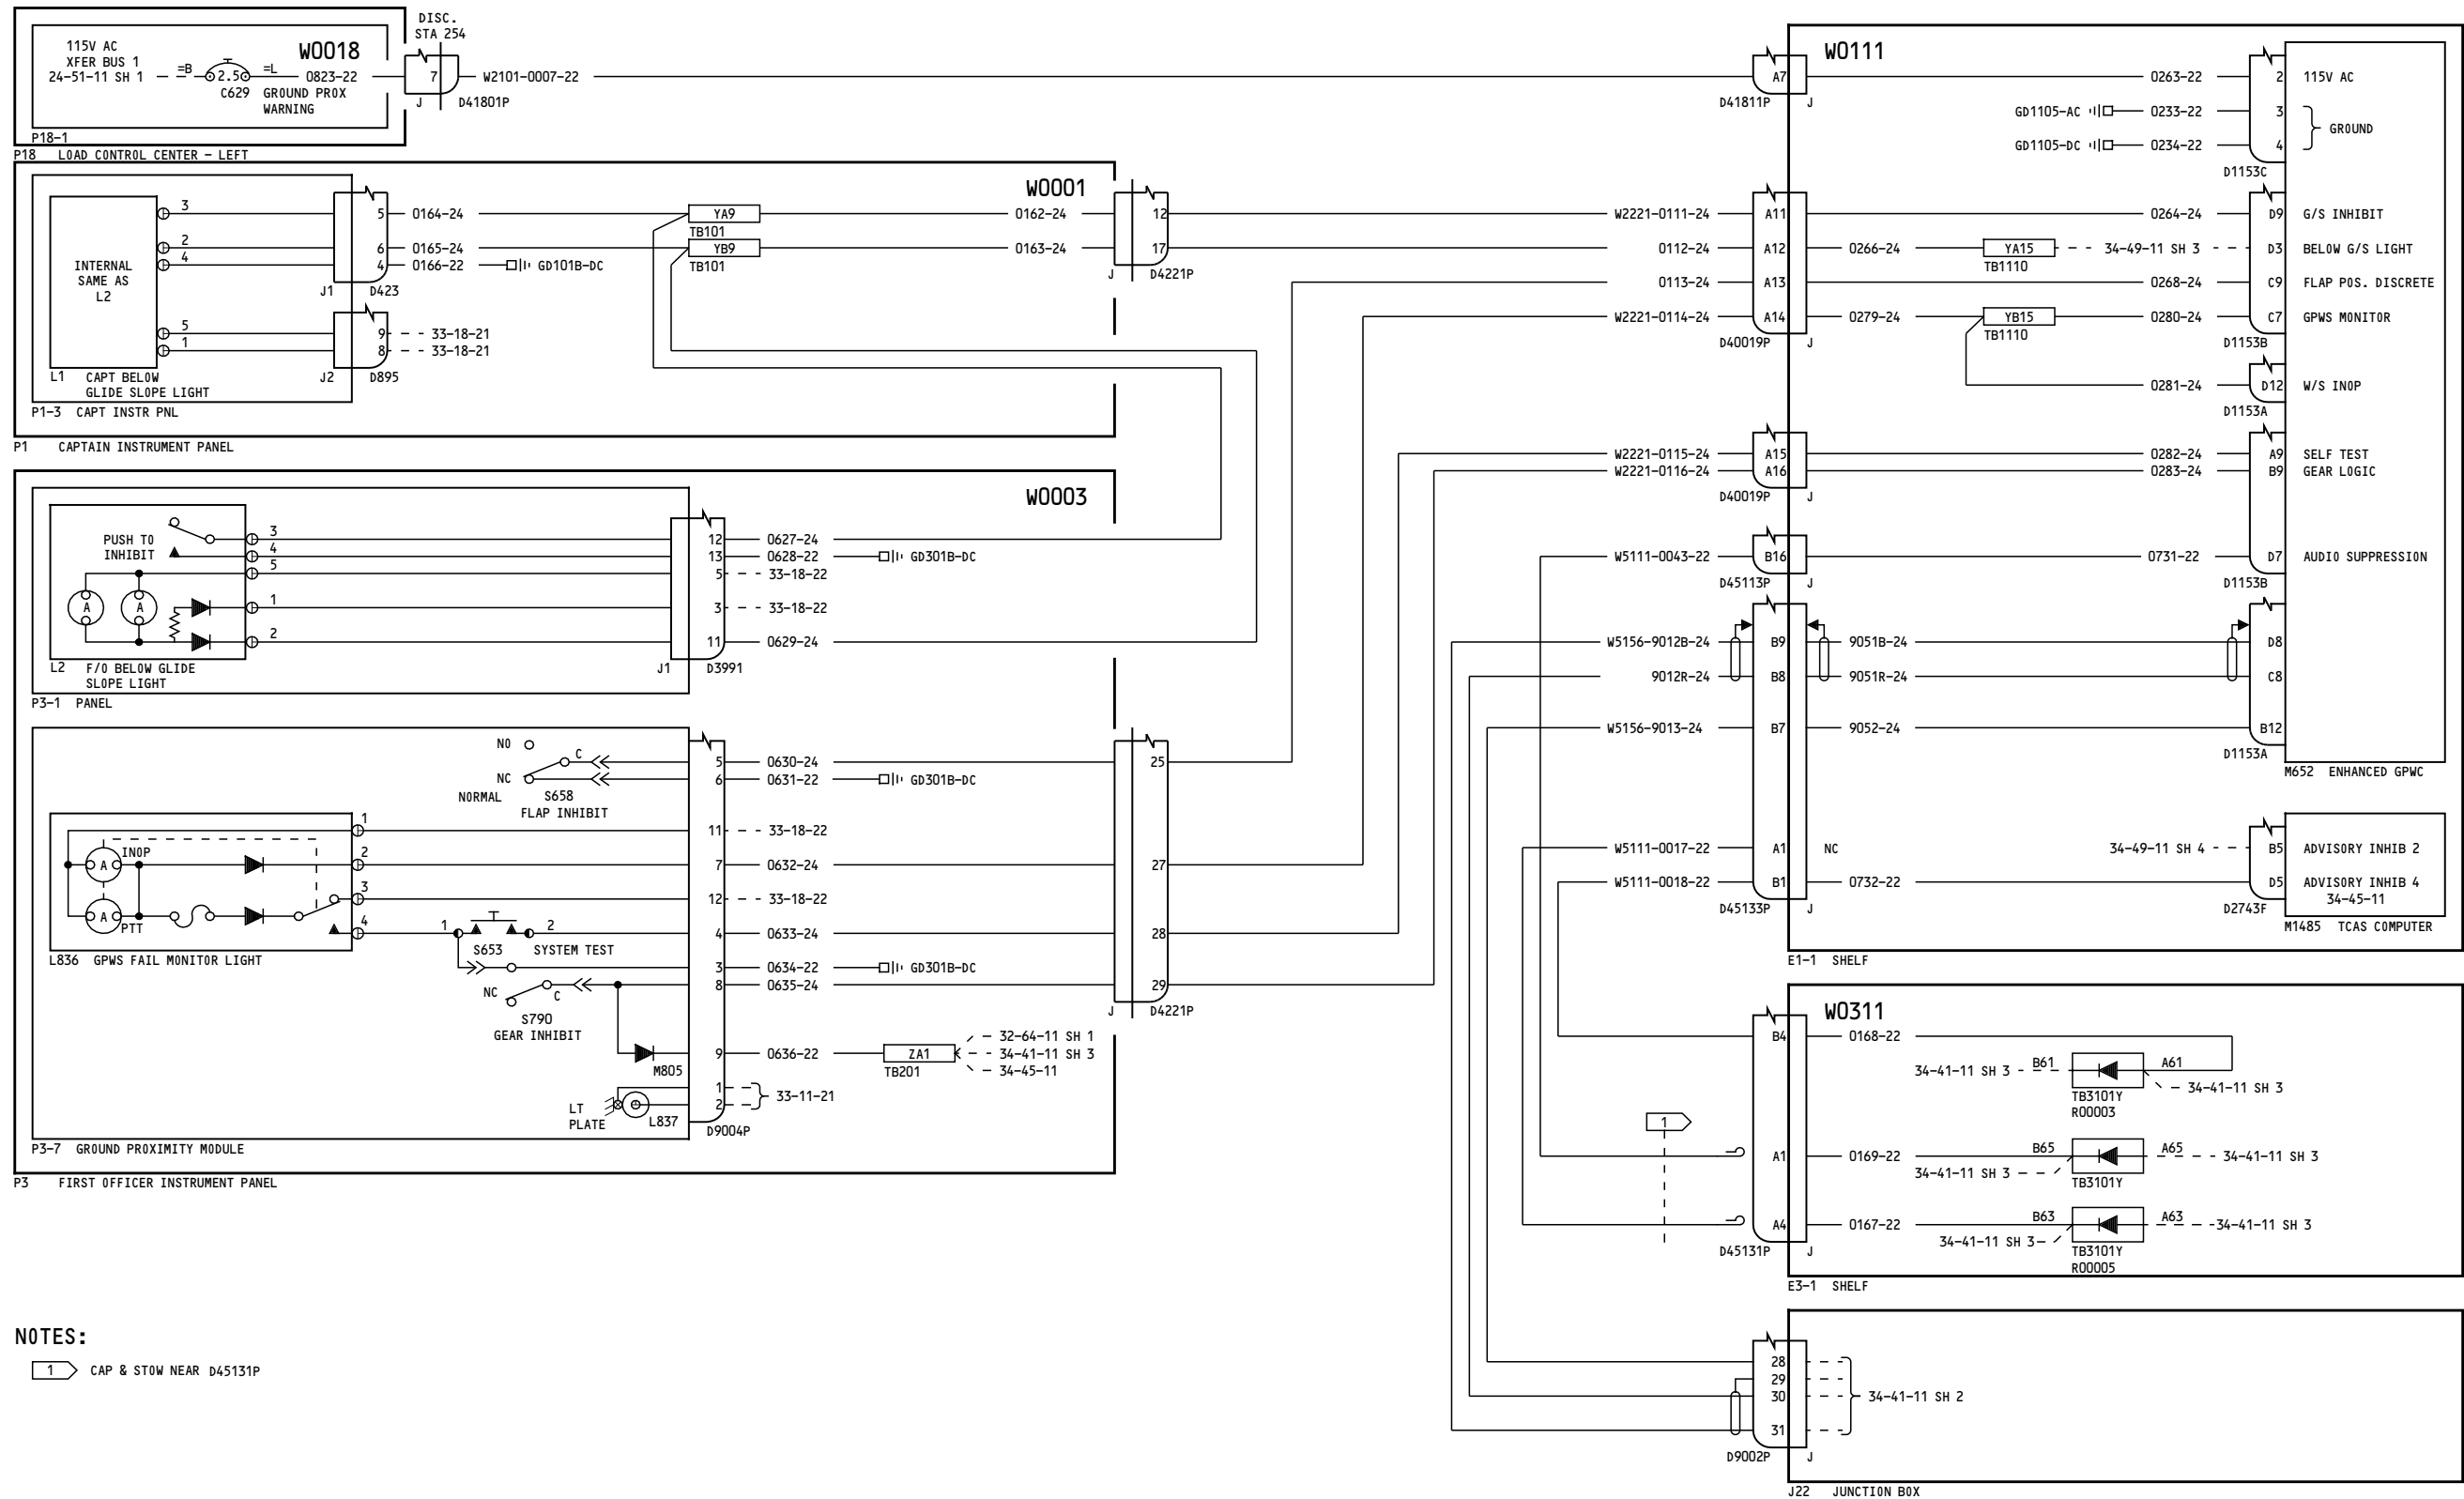 DISC.
STA 254
115V AC
XFER BUS 1
24-51-11 SH 1
=B
2.5
=L
W0018
0823-22
C629
GROUND PROX
WARNING
7
J
D41801P
W2101-0007-22
P18-1
P18 LOAD CONTROL CENTER - LEFT
W0001
INTERNAL
SAME AS
L2
3
2
4
5
1
5
6
4
J1
D423
9
8
J2
D895
0164-24
0165-24
0166-22
GD101B-DC
33-18-21
33-18-21
YA9
TB101
YB9
TB101
0162-24
0163-24
12
17
J
D4221P
L1 CAPT BELOW
GLIDE SLOPE LIGHT
P1-3 CAPT INSTR PNL
P1 CAPTAIN INSTRUMENT PANEL
W0003
PUSH TO
INHIBIT
A
A
3
4
5
1
2
12
13
5
3
11
J1
D3991
0627-24
0628-22
GD301B-DC
33-18-22
33-18-22
0629-24
L2 F/O BELOW GLIDE
SLOPE LIGHT
P3-1 PANEL
NO
C
NC
NORMAL
S658
FLAP INHIBIT
5
6
0630-24
0631-22
GD301B-DC
25
INOP
A
A
PTT
1
2
3
4
L836 GPWS FAIL MONITOR LIGHT
11
7
12
4
3
8
9
1
2
33-18-22
0632-24
33-18-22
0633-24
0634-22
GD301B-DC
0635-24
27
28
29
J
D4221P
1
2
S653
SYSTEM TEST
NC
C
S790
GEAR INHIBIT
M805
0636-22
ZA1
TB201
32-64-11 SH 1
34-41-11 SH 3
34-45-11
33-11-21
LT
PLATE
L837
D9004P
P3-7 GROUND PROXIMITY MODULE
P3 FIRST OFFICER INSTRUMENT PANEL
W0111
A7
D41811P
J
0263-22
2
115V AC
GD1105-AC
0233-22
3
GROUND
GD1105-DC
0234-22
4
D1153C
W2221-0111-24
A11
0264-24
D9
G/S INHIBIT
0112-24
A12
0266-24
YA15
TB1110
34-49-11 SH 3
D3
BELOW G/S LIGHT
0113-24
A13
0268-24
C9
FLAP POS. DISCRETE
W2221-0114-24
A14
0279-24
YB15
TB1110
0280-24
C7
GPWS MONITOR
D40019P
J
D1153B
0281-24
D12
W/S INOP
D1153A
W2221-0115-24
A15
0282-24
A9
SELF TEST
W2221-0116-24
A16
0283-24
B9
GEAR LOGIC
D40019P
J
W5111-0043-22
B16
0731-22
D7
AUDIO SUPPRESSION
D45113P
J
D1153B
W5156-9012B-24
B9
9051B-24
D8
9012R-24
B8
9051R-24
C8
W5156-9013-24
B7
9052-24
B12
D1153A
M652 ENHANCED GPWC
W5111-0017-22
A1
NC
34-49-11 SH 4
B5
ADVISORY INHIB 2
W5111-0018-22
B1
0732-22
D5
ADVISORY INHIB 4
34-45-11
D45133P
J
D2743F
M1485 TCAS COMPUTER
E1-1 SHELF
W0311
B4
0168-22
34-41-11 SH 3
B61
A61
34-41-11 SH 3
TB3101Y
R00003
1
A1
0169-22
B65
A65
34-41-11 SH 3
34-41-11 SH 3
TB3101Y
A4
0167-22
B63
A63
34-41-11 SH 3
34-41-11 SH 3
TB3101Y
R00005
D45131P
J
E3-1 SHELF
28
29
30
31
34-41-11 SH 2
D9002P
J
J22 JUNCTION BOX
NOTES:
1 CAP & STOW NEAR D45131P